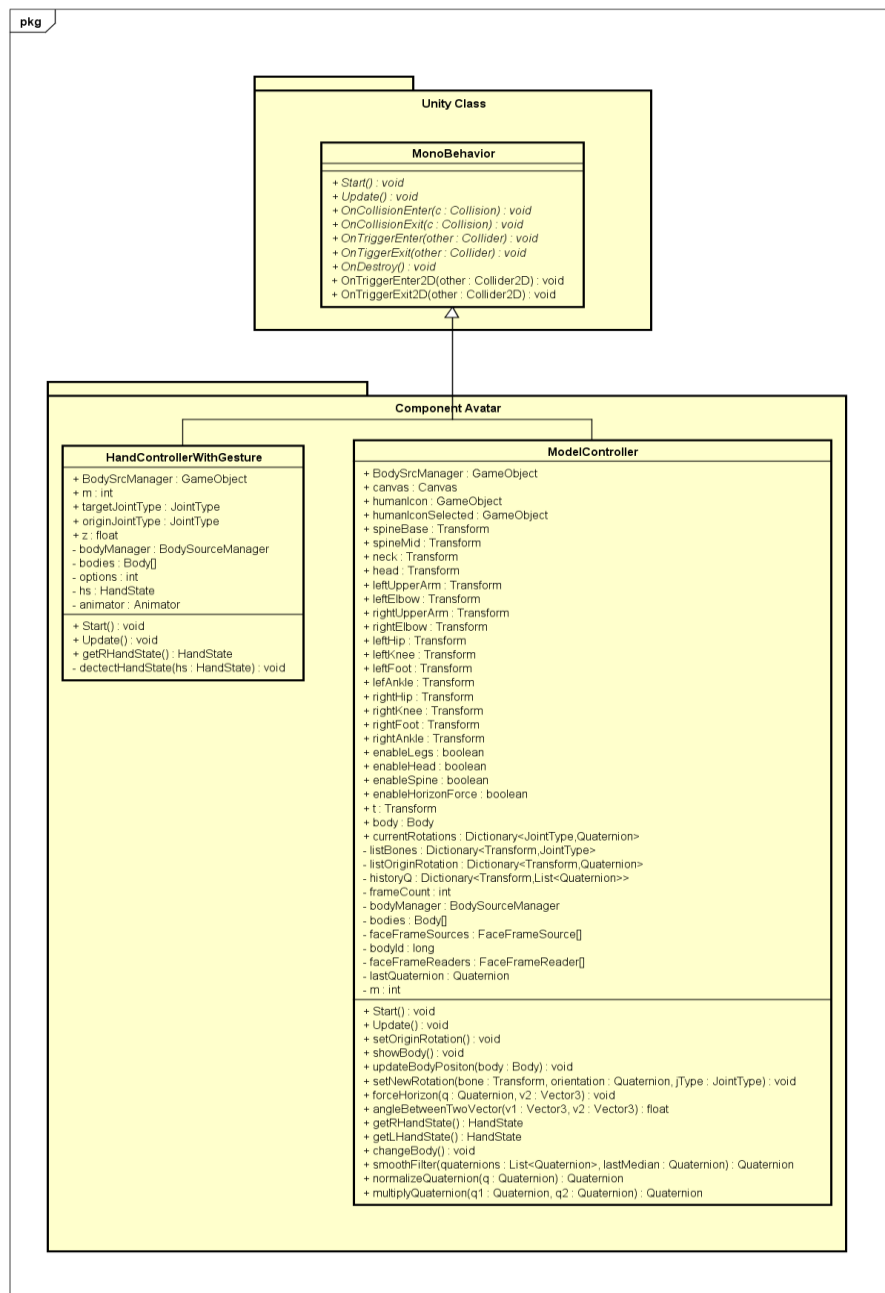 pkg
Unity Class
MonoBehavior
+ Start() : void
+ Update() : void
+ OnCollisionEnter(c : Collision) : void
+ OnCollisionExit(c : Collision) : void
+ OnTriggerEnter(other : Collider) : void
+ OnTiggerExit(other : Collider) : void
+ OnDestroy() : void
+ OnTriggerEnter2D(other : Collider2D) : void
+ OnTriggerExit2D(other : Collider2D) : void
Component Avatar
HandControllerWithGesture
+ BodySrcManager : GameObject
+ m : int
+ targetJointType : JointType
+ originJointType : JointType
+ z : float
- bodyManager : BodySourceManager
- bodies : Body[]
- options : int
- hs : HandState
- animator : Animator
+ Start() : void
+ Update() : void
+ getRHandState() : HandState
- dectectHandState(hs : HandState) : void
ModelController
+ BodySrcManager : GameObject
+ canvas : Canvas
+ humanIcon : GameObject
+ humanIconSelected : GameObject
+ spineBase : Transform
+ spineMid : Transform
+ neck : Transform
+ head : Transform
+ leftUpperArm : Transform
+ leftElbow : Transform
+ rightUpperArm : Transform
+ rightElbow : Transform
+ leftHip : Transform
+ leftKnee : Transform
+ leftFoot : Transform
+ lefAnkle : Transform
+ rightHip : Transform
+ rightKnee : Transform
+ rightFoot : Transform
+ rightAnkle : Transform
+ enableLegs : boolean
+ enableHead : boolean
+ enableSpine : boolean
+ enableHorizonForce : boolean
+ t : Transform
+ body : Body
+ currentRotations : Dictionary<JointType,Quaternion>
- listBones : Dictionary<Transform,JointType>
- listOriginRotation : Dictionary<Transform,Quaternion>
- historyQ : Dictionary<Transform,List<Quaternion>>
- frameCount : int
- bodyManager : BodySourceManager
- bodies : Body[]
- faceFrameSources : FaceFrameSource[]
- bodyId : long
- faceFrameReaders : FaceFrameReader[]
- lastQuaternion : Quaternion
- m : int
+ Start() : void
+ Update() : void
+ setOriginRotation() : void
+ showBody() : void
+ updateBodyPositon(body : Body) : void
+ setNewRotation(bone : Transform, orientation : Quaternion, jType : JointType) : void
+ forceHorizon(q : Quaternion, v2 : Vector3) : void
+ angleBetweenTwoVector(v1 : Vector3, v2 : Vector3) : float
+ getRHandState() : HandState
+ getLHandState() : HandState
+ changeBody() : void
+ smoothFilter(quaternions : List<Quaternion>, lastMedian : Quaternion) : Quaternion
+ normalizeQuaternion(q : Quaternion) : Quaternion
+ multiplyQuaternion(q1 : Quaternion, q2 : Quaternion) : Quaternion